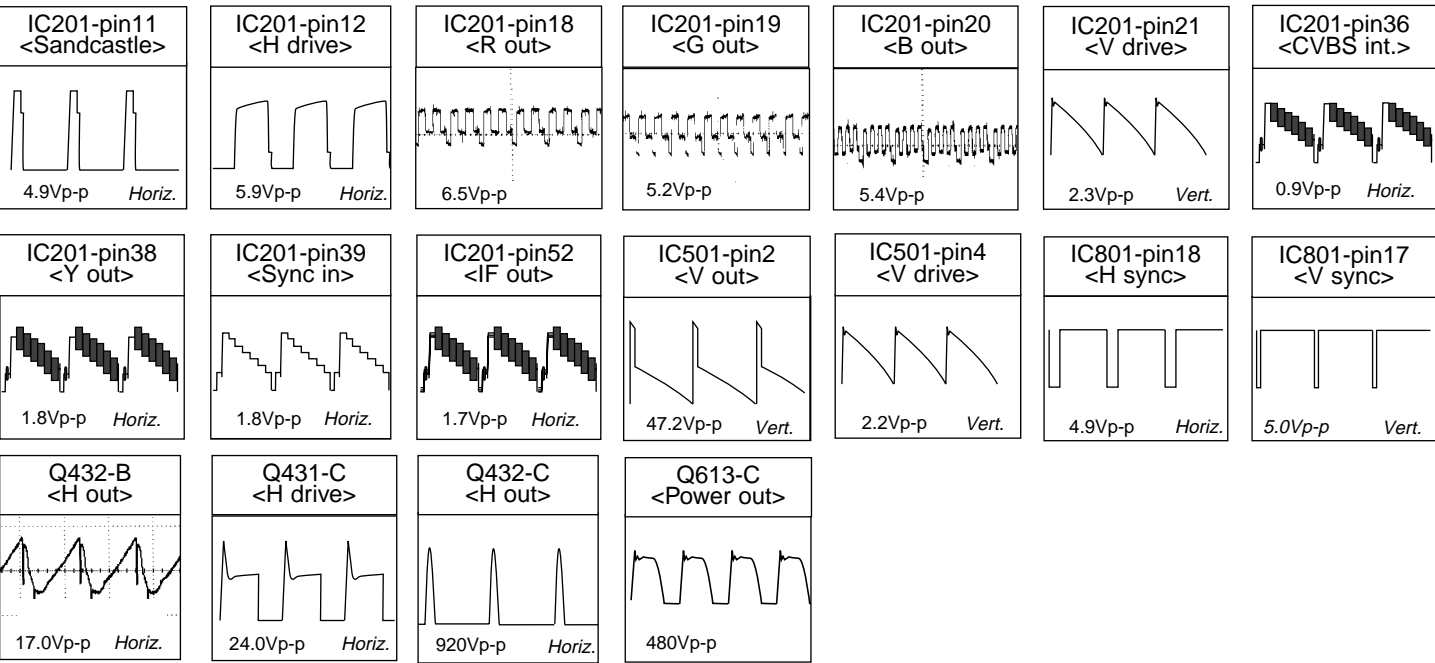 IC201-pin11
<Sandcastle>
4.9Vp-p Horiz.
IC201-pin12
<H drive>
5.9Vp-p Horiz.
IC201-pin18
<R out>
6.5Vp-p
IC201-pin19
<G out>
5.2Vp-p
IC201-pin20
<B out>
5.4Vp-p
IC201-pin21
<V drive>
2.3Vp-p Vert.
IC201-pin36
<CVBS int.>
0.9Vp-p Horiz.
IC201-pin38
<Y out>
1.8Vp-p Horiz.
IC201-pin39
<Sync in>
1.8Vp-p Horiz.
IC201-pin52
<IF out>
1.7Vp-p Horiz.
IC501-pin2
<V out>
47.2Vp-p Vert.
IC501-pin4
<V drive>
2.2Vp-p Vert.
IC801-pin18
<H sync>
4.9Vp-p Horiz.
IC801-pin17
<V sync>
5.0Vp-p Vert.
Q432-B
<H out>
17.0Vp-p Horiz.
Q431-C
<H drive>
24.0Vp-p Horiz.
Q432-C
<H out>
920Vp-p Horiz.
Q613-C
<Power out>
480Vp-p